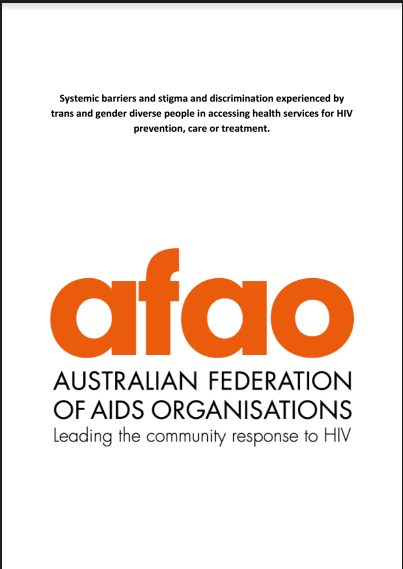 Systemic barriers and stigma and discrimination experienced by
trans and gender diverse people in accessing health services for HIV
prevention, care or treatment.
afao
AUSTRALIAN FEDERATION
OF AIDS ORGANISATIONS
Leading the community response to HIV